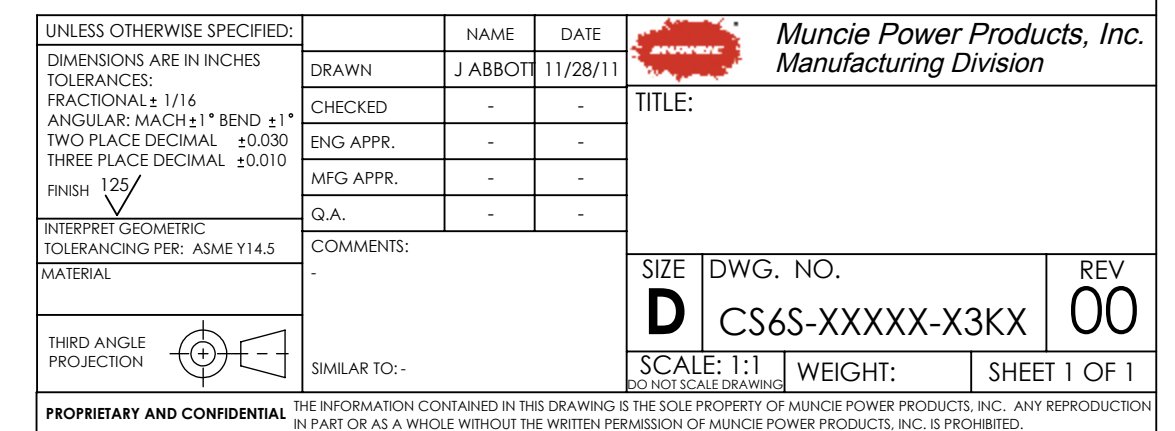 UNLESS OTHERWISE SPECIFIED:
DIMENSIONS ARE IN INCHES
TOLERANCES:
FRACTIONAL± 1/16
ANGULAR: MACH±1° BEND ±1°
TWO PLACE DECIMAL ±0.030
THREE PLACE DECIMAL ±0.010
FINISH 125
INTERPRET GEOMETRIC
TOLERANCING PER: ASME Y14.5
MATERIAL
THIRD ANGLE
PROJECTION
NAME DATE
DRAWN J ABBOTT 11/28/11
CHECKED - -
ENG APPR. - -
MFG APPR. - -
Q.A. - -
COMMENTS:
-
SIMILAR TO: -
Muncie Power Products, Inc.
Manufacturing Division
TITLE:
SIZE DWG. NO. REV
D CS6S-XXXXX-X3KX 00
SCALE: 1:1 WEIGHT: SHEET 1 OF 1
DO NOT SCALE DRAWING
PROPRIETARY AND CONFIDENTIAL THE INFORMATION CONTAINED IN THIS DRAWING IS THE SOLE PROPERTY OF MUNCIE POWER PRODUCTS, INC. ANY REPRODUCTION
IN PART OR AS A WHOLE WITHOUT THE WRITTEN PERMISSION OF MUNCIE POWER PRODUCTS, INC. IS PROHIBITED.